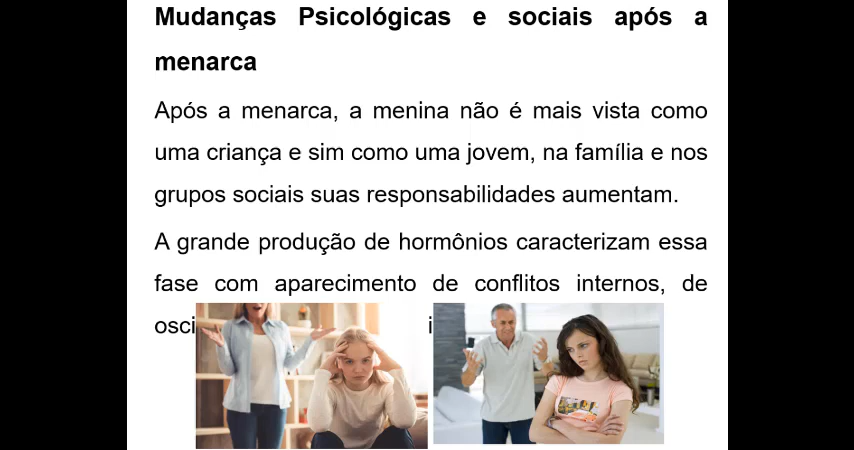 Mudanças Psicológicas e sociais após a
menarca
Após a menarca, a menina não é mais vista como
uma criança e sim como uma jovem, na família e nos
grupos sociais suas responsabilidades aumentam.
A grande produção de hormônios caracterizam essa
fase com aparecimento de conflitos internos, de